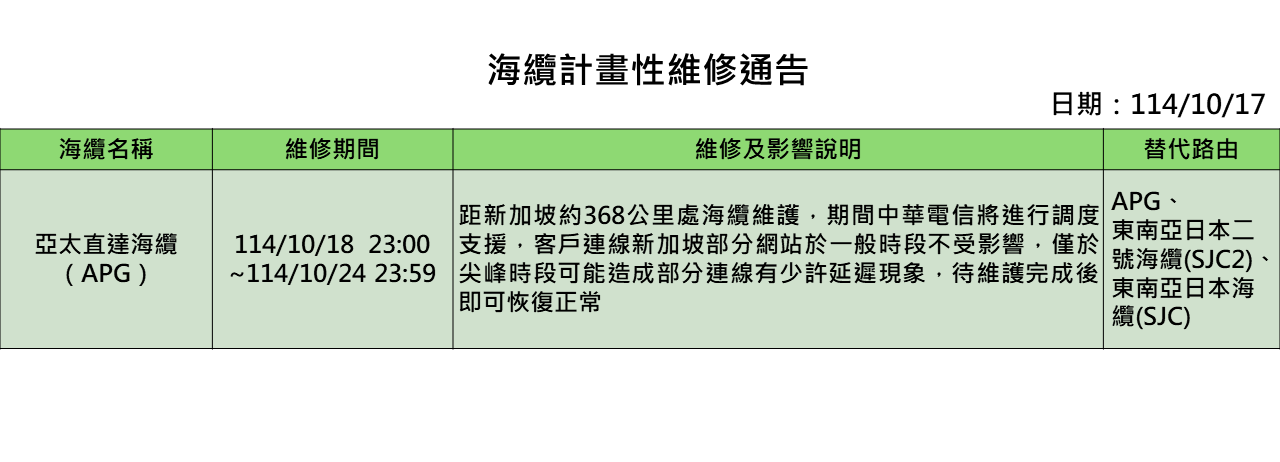 海纜計畫性維修通告
日期：114/10/17
海纜名稱
維修期間
維修及影響說明
替代路由
亞太直達海纜
（APG）
114/10/18 23:00
~114/10/24 23:59
距新加坡約368公里處海纜維護，期間中華電信將進行調度
支援，客戶連線新加坡部分網站於一般時段不受影響，僅於
尖峰時段可能造成部分連線有少許延遲現象，待維護完成後
即可恢復正常
APG、
東南亞日本二
號海纜(SJC2)、
東南亞日本海
纜(SJC)